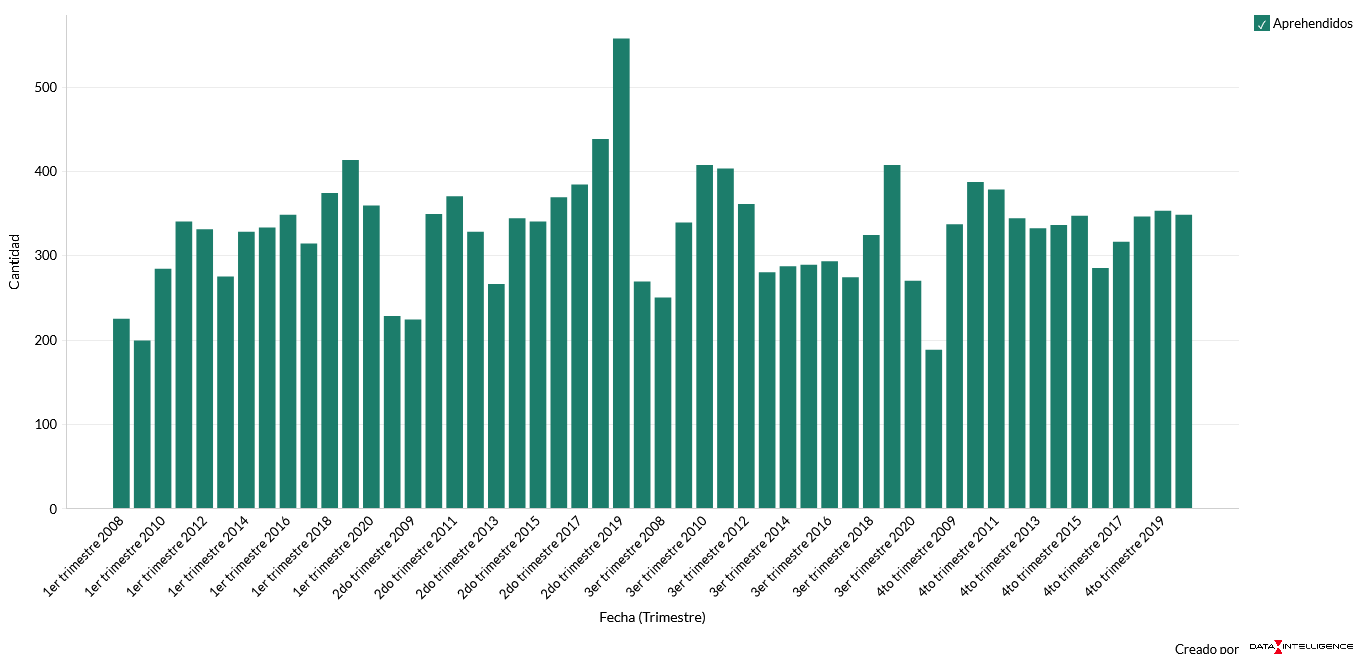 ✓ Aprehendidos
500
400
300
200
100
0
Cantidad
1er trimestre 2008
1er trimestre 2010
1er trimestre 2012
1er trimestre 2014
1er trimestre 2016
1er trimestre 2018
1er trimestre 2020
2do trimestre 2009
2do trimestre 2011
2do trimestre 2013
2do trimestre 2015
2do trimestre 2017
2do trimestre 2019
3er trimestre 2008
3er trimestre 2010
3er trimestre 2012
3er trimestre 2014
3er trimestre 2016
3er trimestre 2018
3er trimestre 2020
4to trimestre 2009
4to trimestre 2011
4to trimestre 2013
4to trimestre 2015
4to trimestre 2017
4to trimestre 2019
Fecha (Trimestre)
Creado por DATA INTELLIGENCE